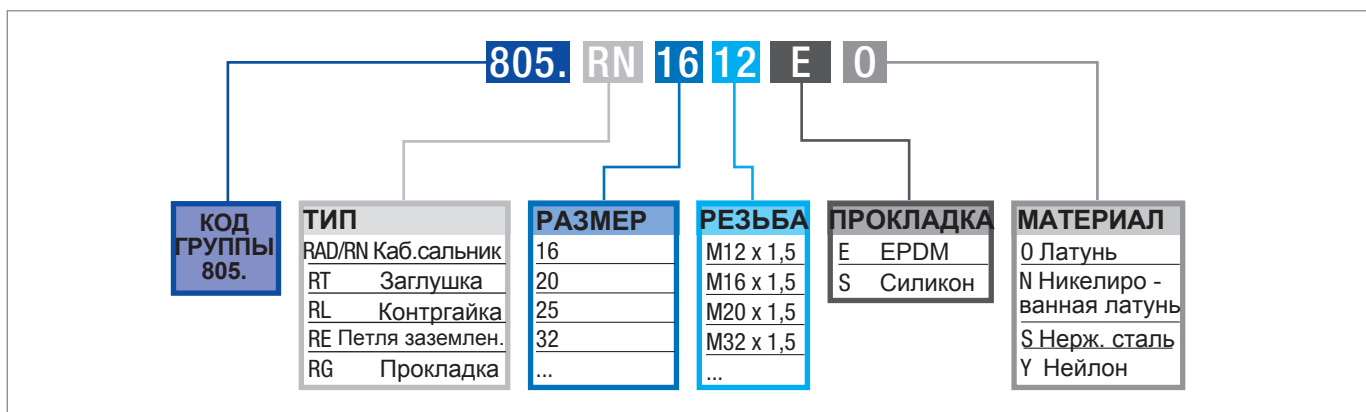 805. RN 16 12 E O
КОД
ГРУППЫ
805.
ТИП
RAD/RN Каб.сальник
RT Заглушка
RL Контргайка
RE Петля заземлен.
RG Прокладка
РАЗМЕР
16
20
25
32
...
РЕЗЬБА
M12 x 1,5
M16 x 1,5
M20 x 1,5
M32 x 1,5
...
ПРОКЛАДКА
E EPDM
S Силикон
МАТЕРИАЛ
O Латунь
N Никелиро -
ванная латунь
S Нерж. сталь
Y Нейлон